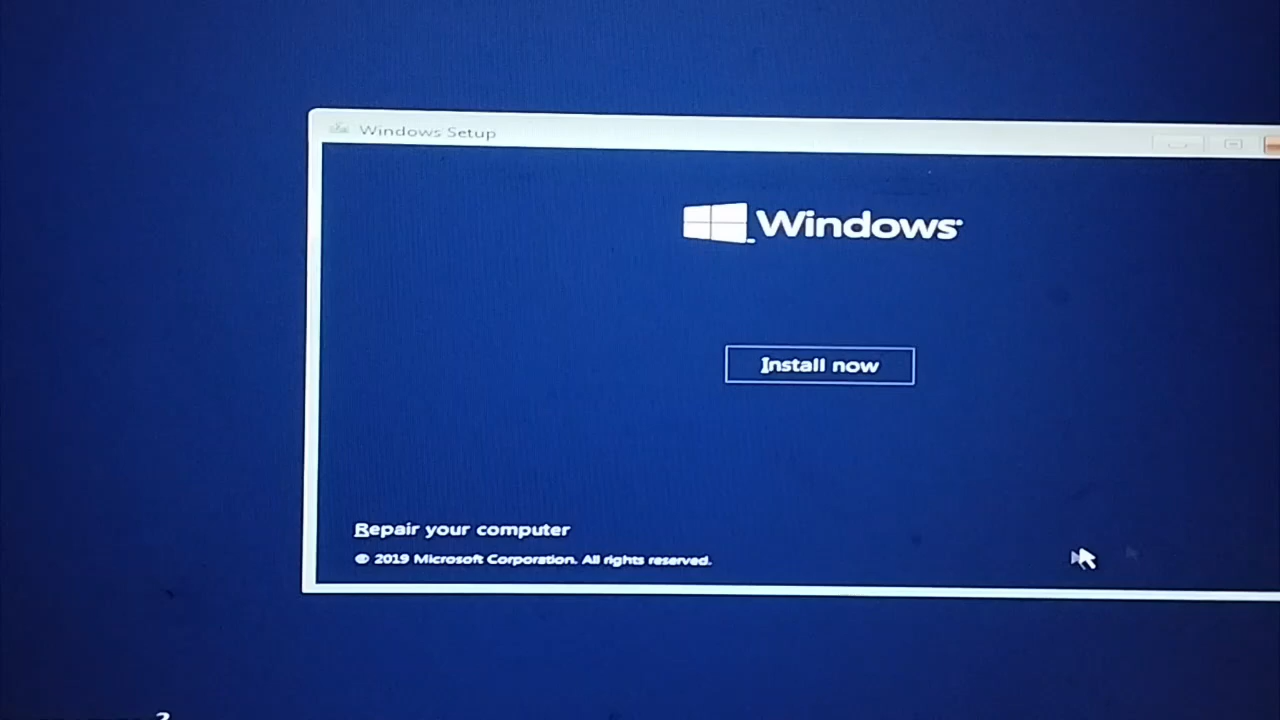 Windows Setup
Windows
Install now
Repair your computer
© 2019 Microsoft Corporation. All rights reserved.